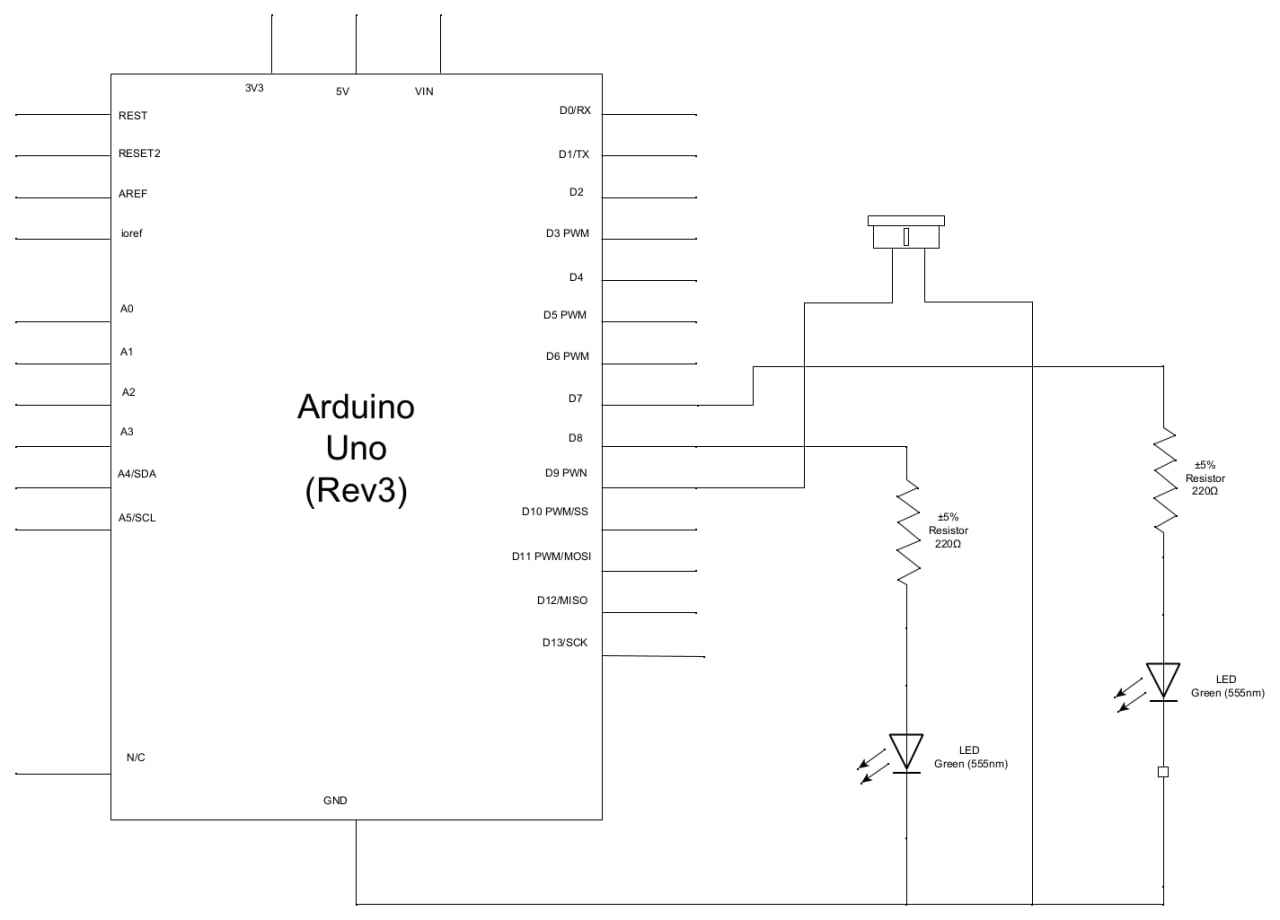 3V3
5V
VIN
REST
RESET2
AREF
ioref
A0
A1
A2
A3
A4/SDA
A5/SCL
N/C
GND
Arduino
Uno
(Rev3)
D0/RX
D1/TX
D2
D3 PWM
D4
D5 PWM
D6 PWM
D7
D8
D9 PWN
D10 PWM/SS
D11 PWM/MOSI
D12/MISO
D13/SCK
±5%
Resistor
220Ω
LED
Green (555nm)
±5%
Resistor
220Ω
LED
Green (555nm)